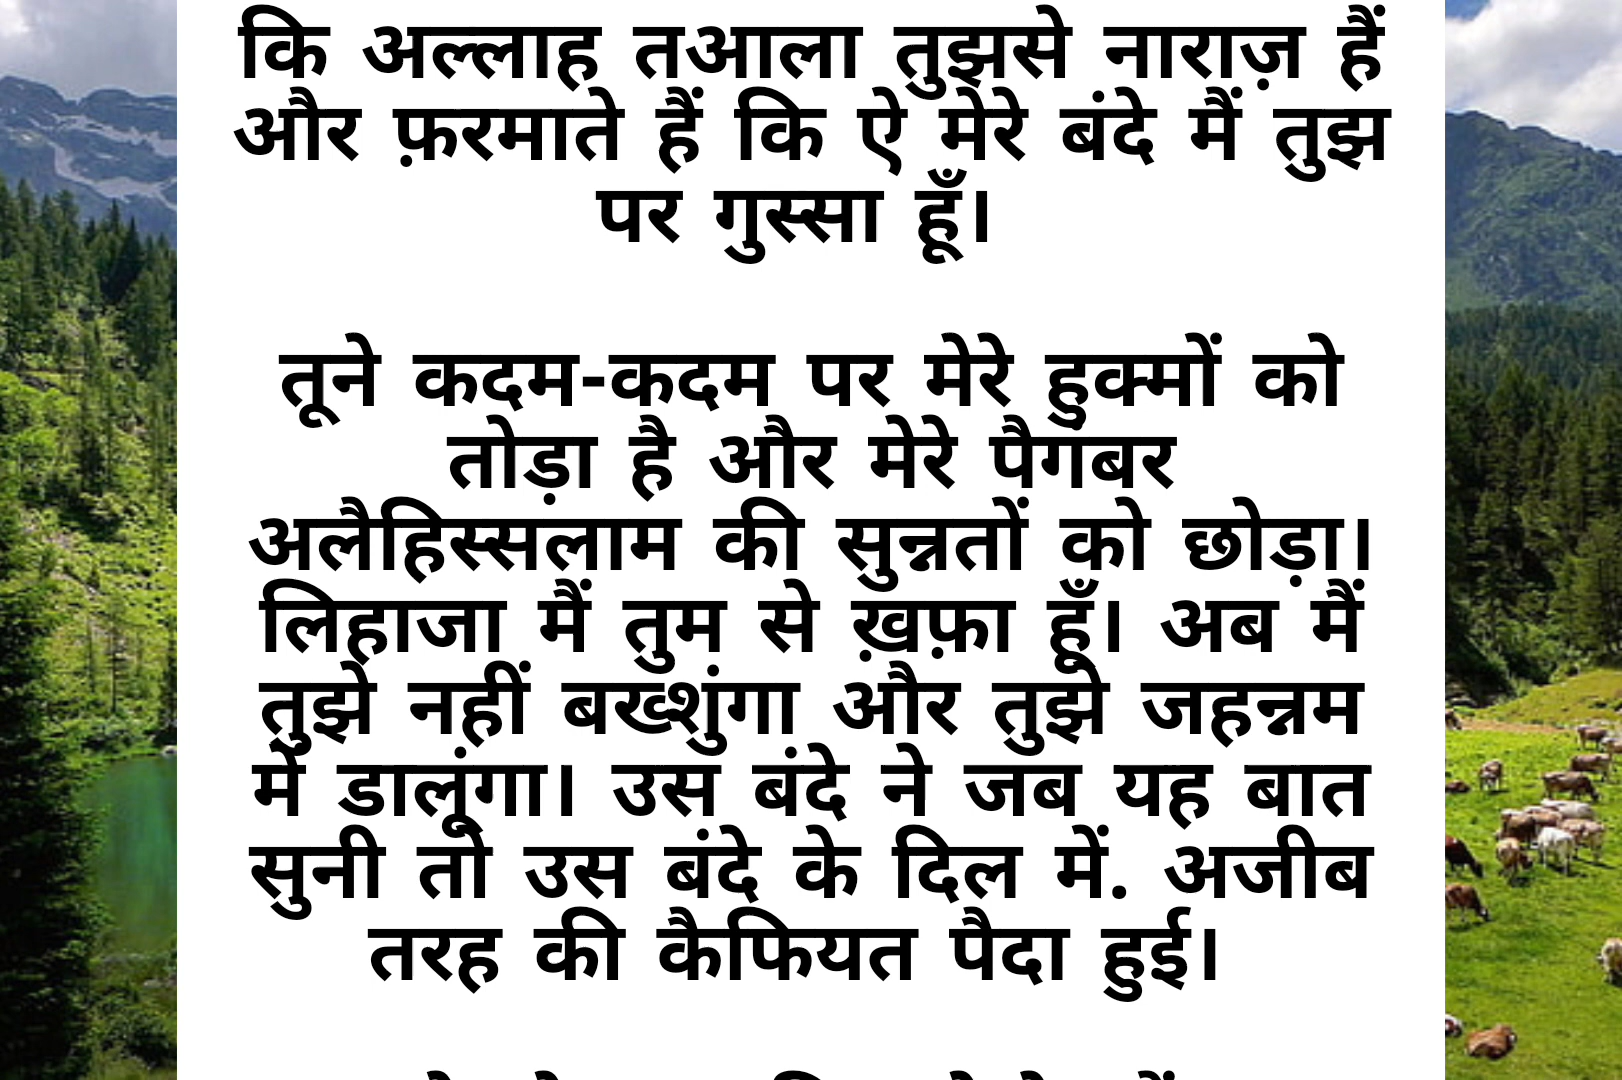 कि अल्लाह तआला तुझसे नाराज़ हैं
और फ़रमाते हैं कि ऐ मेरे बंदे मैं तुझ
पर गुस्सा हूँ।
तूने कदम-कदम पर मेरे हुक्मों को
तोड़ा है और मेरे पैगंबर
अलैहिस्सलाम की सुन्नतों को छोड़ा।
लिहाजा मैं तुम से ख़फ़ा हूँ। अब मैं
तुझे नहीं बख्शुंगा और तुझे जहन्नम
में डालूंगा। उस बंदे ने जब यह बात
सुनी तो उस बंदे के दिल में. अजीब
तरह की कैफियत पैदा हुई।